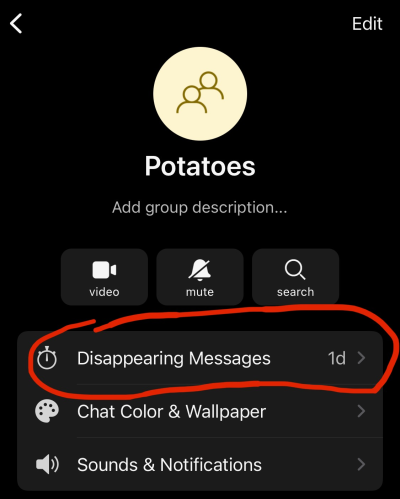 Edit
Potatoes
Add group description...
video mute search
Disappearing Messages 1d
Chat Color & Wallpaper
Sounds & Notifications